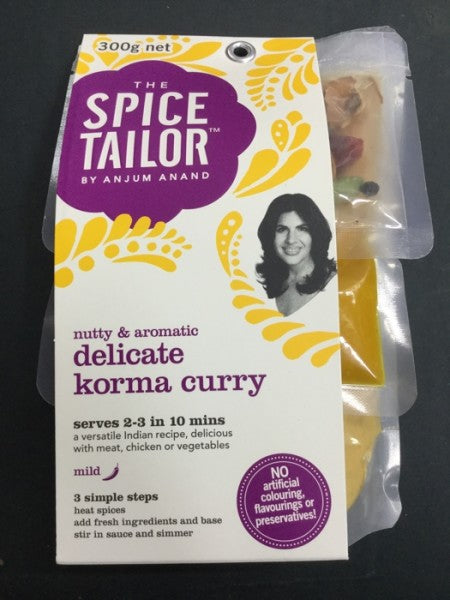 300g net
THE
SPICE
TAILOR™
BY ANJUM ANAND
nutty & aromatic
delicate
korma curry
serves 2-3 in 10 mins
a versatile Indian recipe, delicious
with meat, chicken or vegetables
mild
3 simple steps
heat spices
add fresh ingredients and base
stir in sauce and simmer
NO
artificial
colouring,
flavourings or
preservatives!